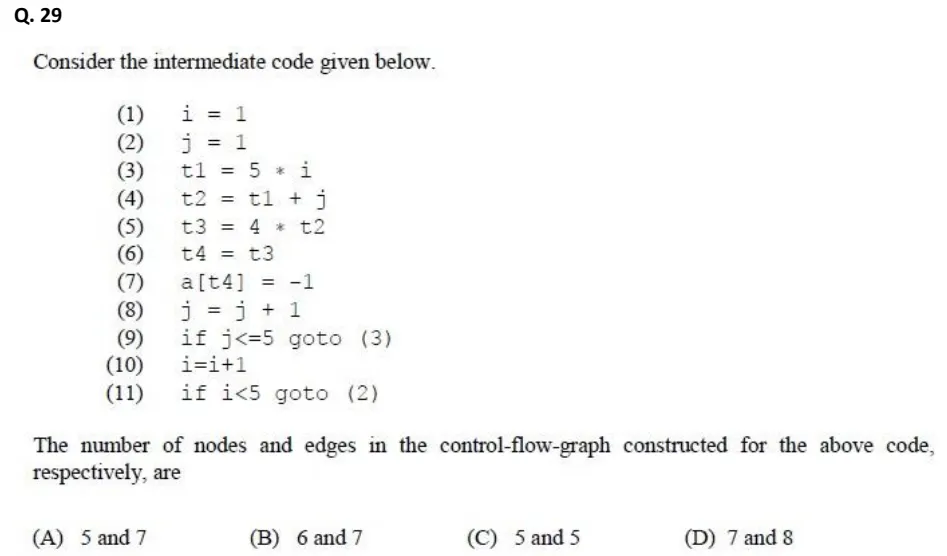 Q. 29
Consider the intermediate code given below.
(1) i = 1
(2) j = 1
(3) t1 = 5 * i
(4) t2 = t1 + j
(5) t3 = 4 * t2
(6) t4 = t3
(7) a[t4] = -1
(8) j = j + 1
(9) if j<=5 goto (3)
(10) i=i+1
(11) if i<5 goto (2)
The number of nodes and edges in the control-flow-graph constructed for the above code,
respectively, are
(A) 5 and 7 (B) 6 and 7 (C) 5 and 5 (D) 7 and 8